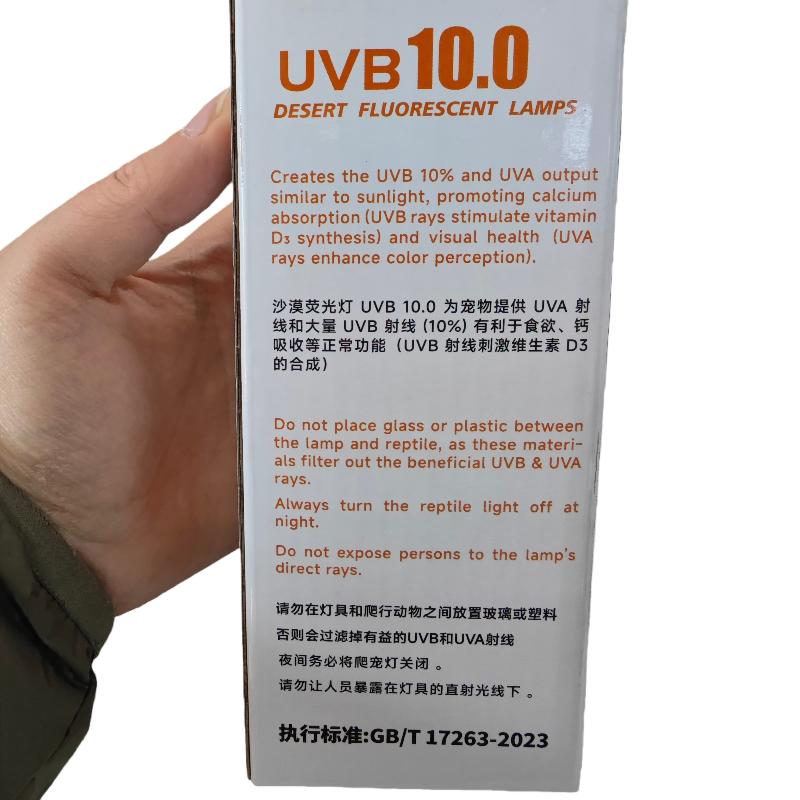 UVB 10.0
DESERT FLUORESCENT LAMPS
Creates the UVB 10% and UVA output
similar to sunlight, promoting calcium
absorption (UVB rays stimulate vitamin
D₃ synthesis) and visual health (UVA
rays enhance color perception).
沙漠荧光灯 UVB 10.0 为宠物提供 UVA 射
线和大量 UVB 射线 (10%) 有利于食欲、钙
吸收等正常功能（UVB 射线刺激维生素 D3
的合成）
Do not place glass or plastic between
the lamp and reptile, as these materi-
als filter out the beneficial UVB & UVA
rays.
Always turn the reptile light off at
night.
Do not expose persons to the lamp's
direct rays.
请勿在灯具和爬行动物之间放置玻璃或塑料
否则会过滤掉有益的UVB和UVA射线
夜间务必将爬宠灯关闭 。
请勿让人员暴露在灯具的直射光线下 。
执行标准:GB/T 17263-2023